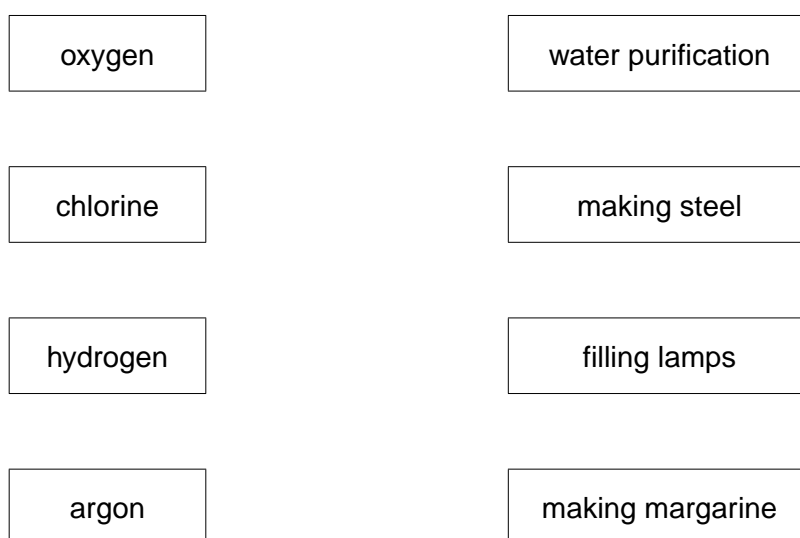 oxygen
water purification
chlorine
making steel
hydrogen
filling lamps
argon
making margarine